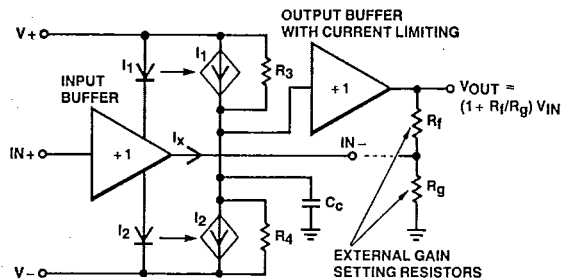 OUTPUT BUFFER
WITH CURRENT LIMITING
V+
I1
I1
R3
INPUT
BUFFER
+1
VOUT =
(1 + Rf/Rg) VIN
Rf
IN+
+1
Ix
IN-
Rg
Cc
I2
I2
R4
V-
EXTERNAL GAIN
SETTING RESISTORS